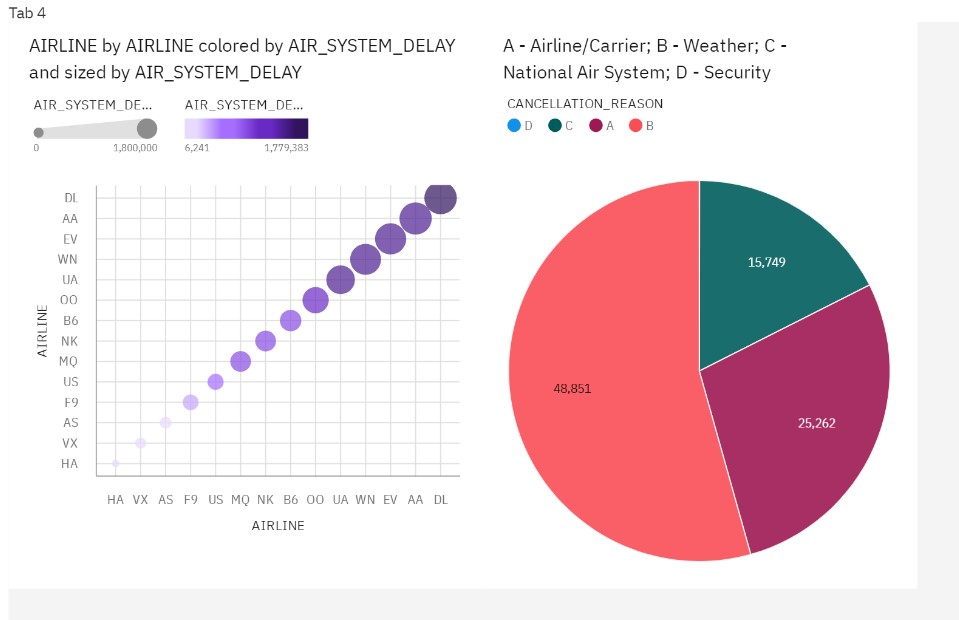 Tab 4
AIRLINE by AIRLINE colored by AIR_SYSTEM_DELAY
and sized by AIR_SYSTEM_DELAY
AIR_SYSTEM_DE...
AIR_SYSTEM_DE...
0
1,800,000
6,241
1,779,383
DL
AA
EV
WN
UA
OO
B6
NK
MQ
US
F9
AS
VX
HA
AIRLINE
HA VX AS F9 US MQ NK B6 OO UA WN EV AA DL
AIRLINE
A - Airline/Carrier; B - Weather; C -
National Air System; D - Security
CANCELLATION_REASON
D C A B
15,749
48,851
25,262